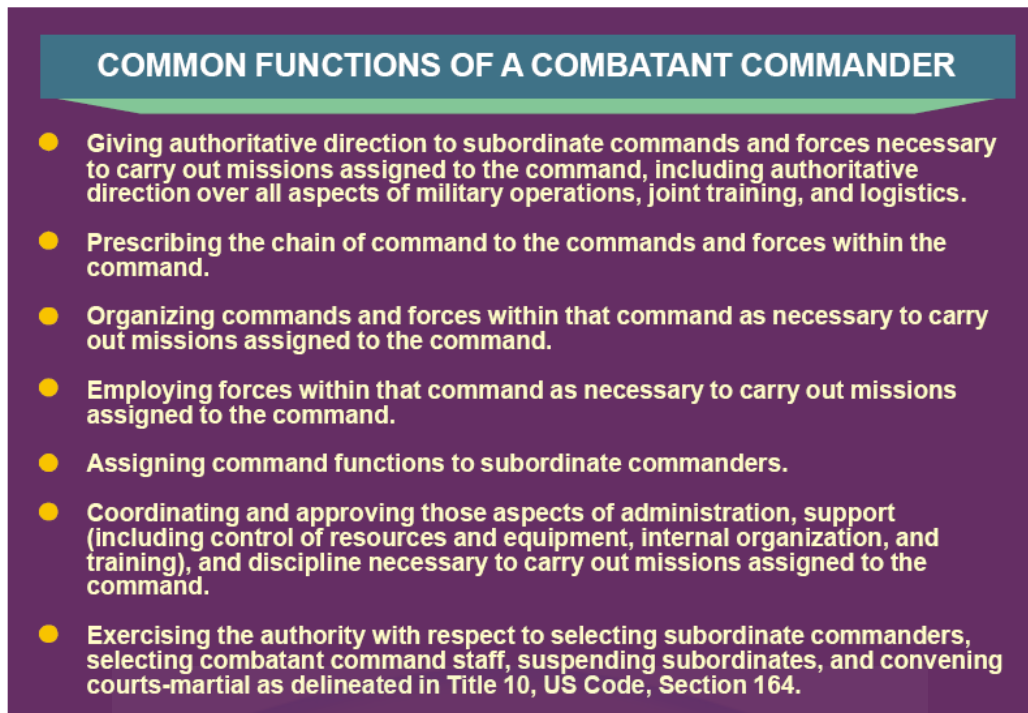 COMMON FUNCTIONS OF A COMBATANT COMMANDER
Giving authoritative direction to subordinate commands and forces necessary
to carry out missions assigned to the command, including authoritative
direction over all aspects of military operations, joint training, and logistics.
Prescribing the chain of command to the commands and forces within the
command.
Organizing commands and forces within that command as necessary to carry
out missions assigned to the command.
Employing forces within that command as necessary to carry out missions
assigned to the command.
Assigning command functions to subordinate commanders.
Coordinating and approving those aspects of administration, support
(including control of resources and equipment, internal organization, and
training), and discipline necessary to carry out missions assigned to the
command.
Exercising the authority with respect to selecting subordinate commanders,
selecting combatant command staff, suspending subordinates, and convening
courts-martial as delineated in Title 10, US Code, Section 164.